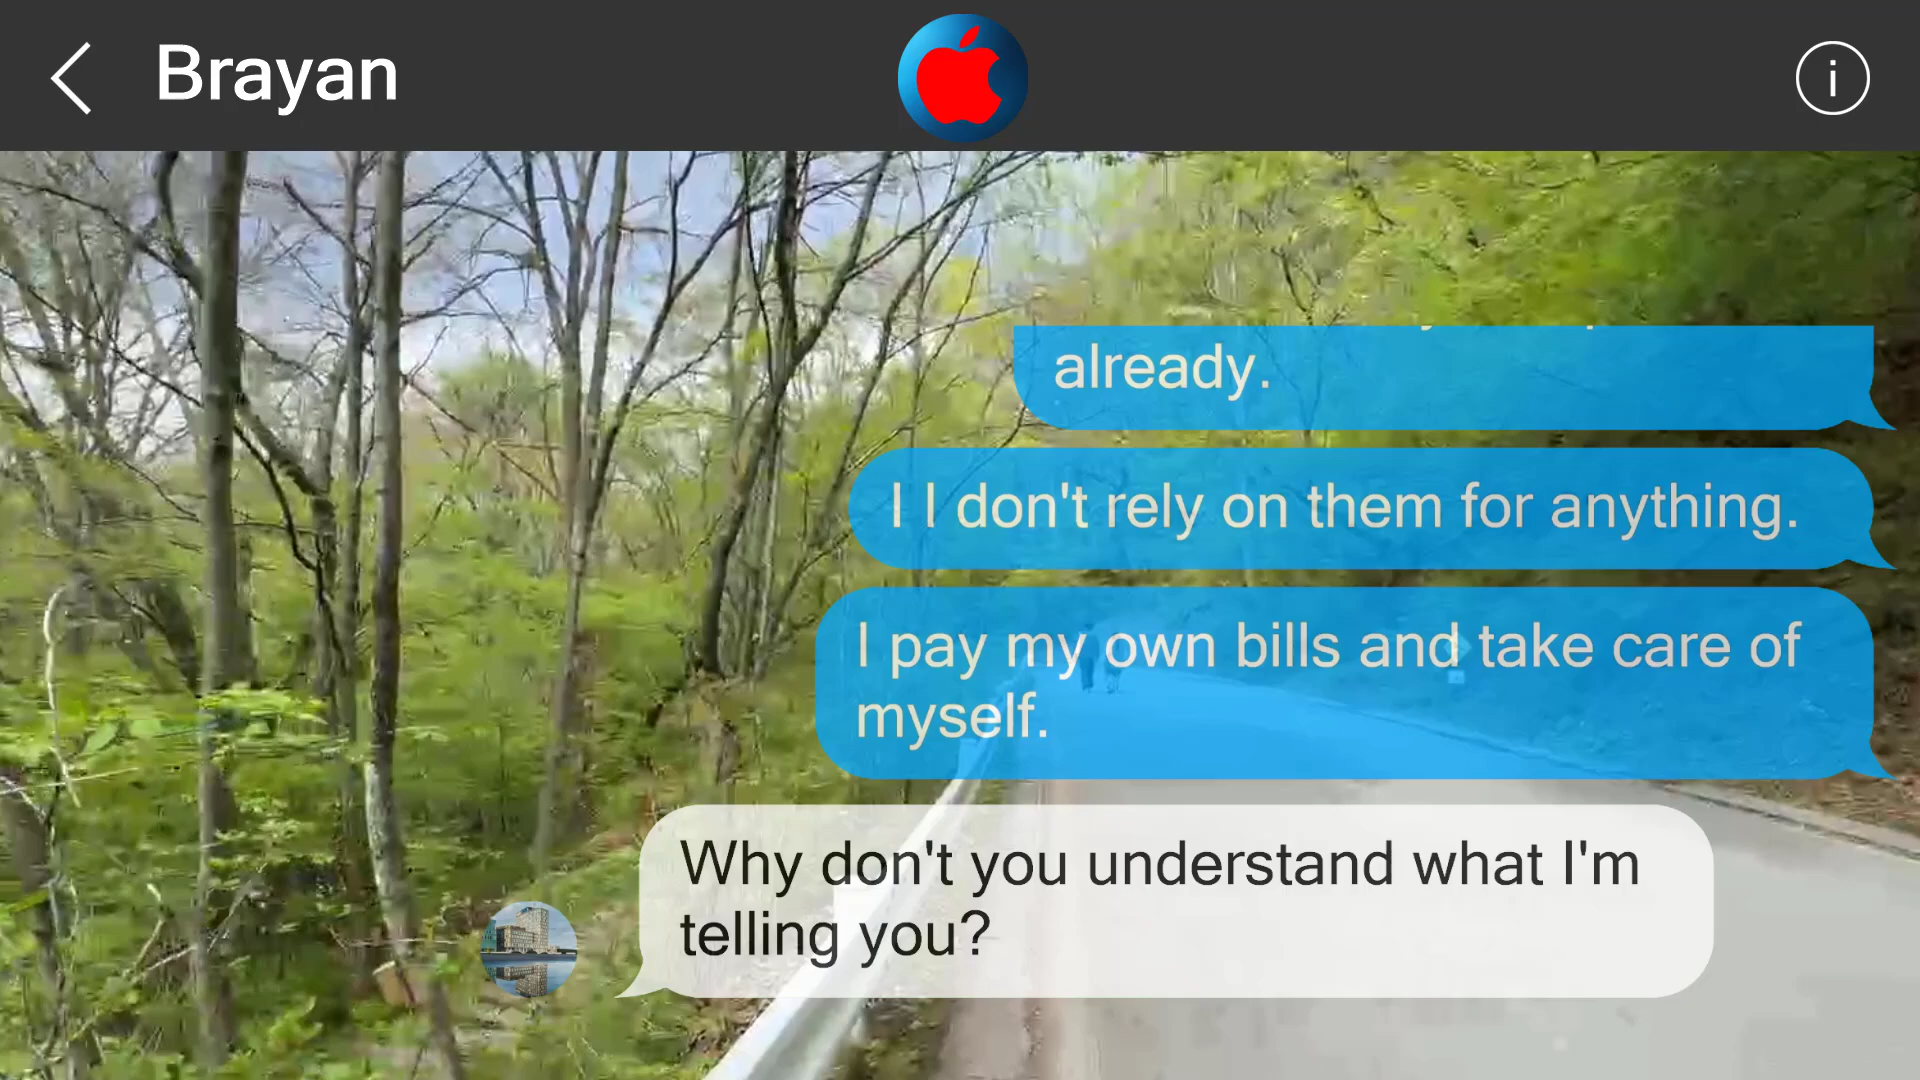 Brayan
already.
I I don't rely on them for anything.
I pay my own bills and take care of
myself.
Why don't you understand what I'm
telling you?